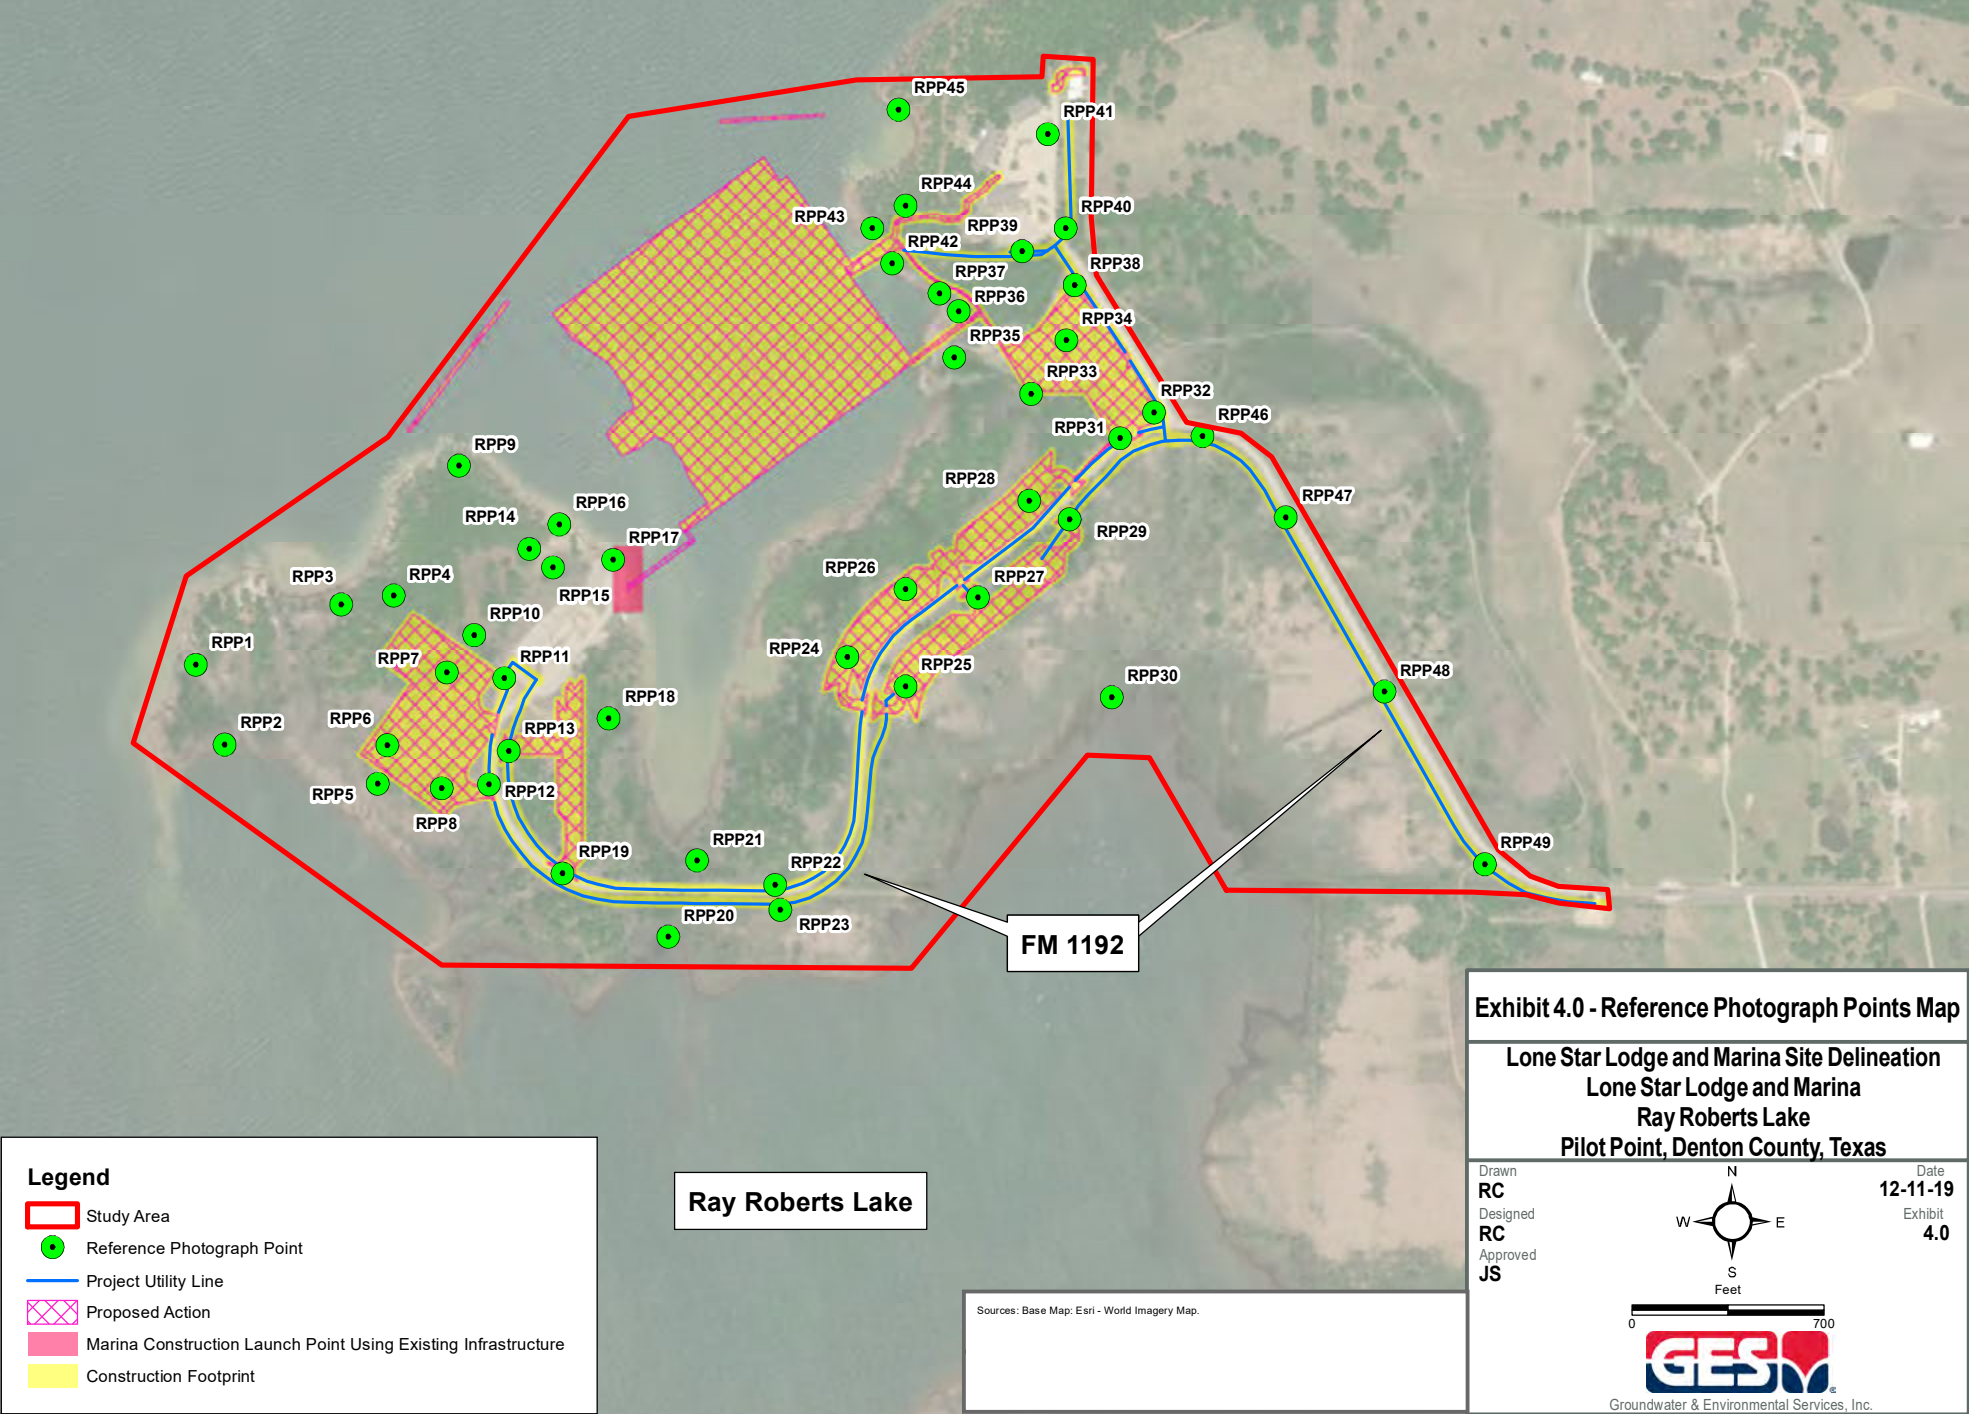 RPP45
RPP41
RPP44
RPP43
RPP39
RPP40
RPP42
RPP37
RPP38
RPP36
RPP34
RPP35
RPP33
RPP32
RPP46
RPP31
RPP9
RPP28
RPP47
RPP16
RPP14
RPP17
RPP29
RPP3
RPP4
RPP26
RPP27
RPP15
RPP10
RPP1
RPP7
RPP11
RPP24
RPP25
RPP30
RPP48
RPP18
RPP2
RPP6
RPP13
RPP5
RPP12
RPP8
RPP19
RPP21
RPP22
RPP49
RPP20
RPP23
FM 1192
Ray Roberts Lake
Legend
Study Area
Reference Photograph Point
Project Utility Line
Proposed Action
Marina Construction Launch Point Using Existing Infrastructure
Construction Footprint
Sources: Base Map: Esri - World Imagery Map.
Exhibit 4.0 - Reference Photograph Points Map
Lone Star Lodge and Marina Site Delineation
Lone Star Lodge and Marina
Ray Roberts Lake
Pilot Point, Denton County, Texas
Drawn
RC
Designed
RC
Approved
JS
N
W
E
S
Date
12-11-19
Exhibit
4.0
Feet
0
700
GES
®
Groundwater & Environmental Services, Inc.